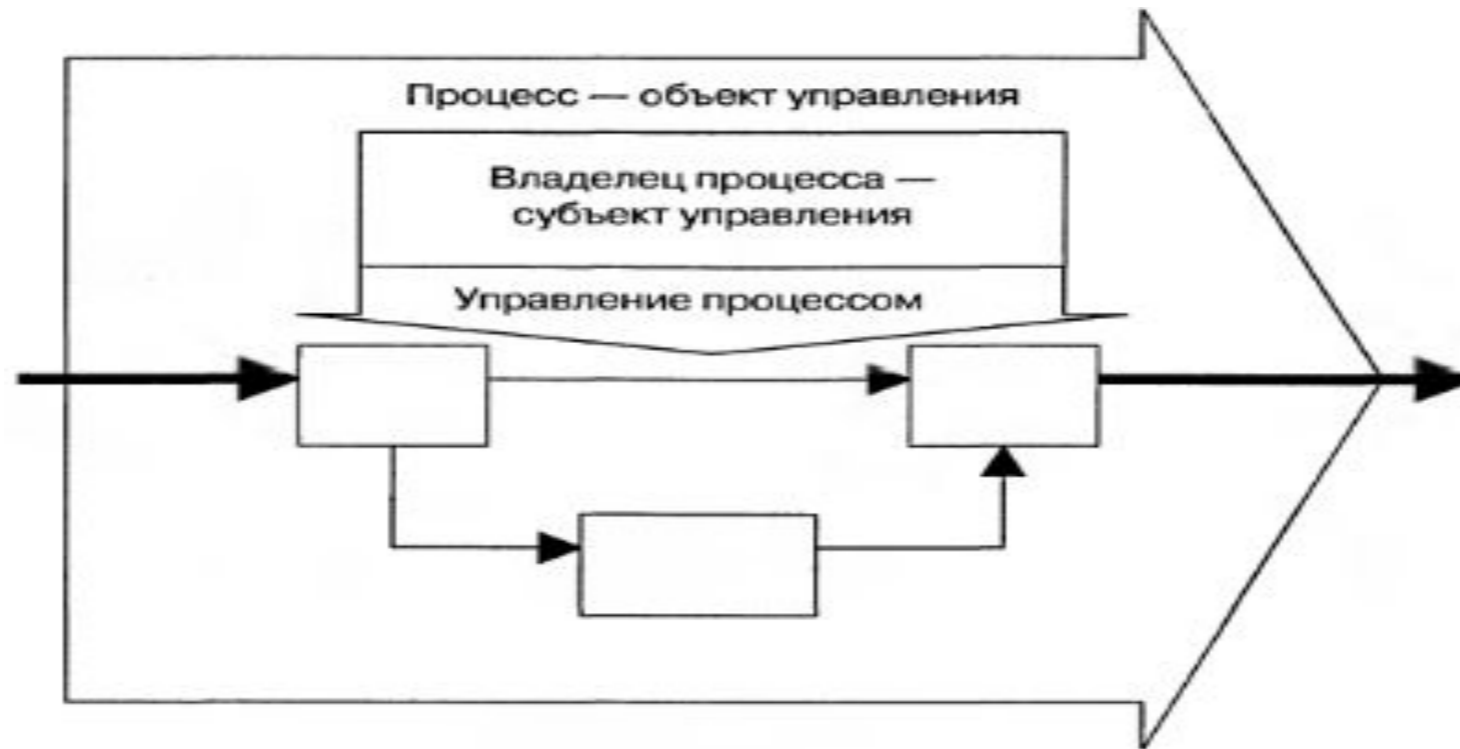 Процесс — объект управления
Владелец процесса —
субъект управления
Управление процессом